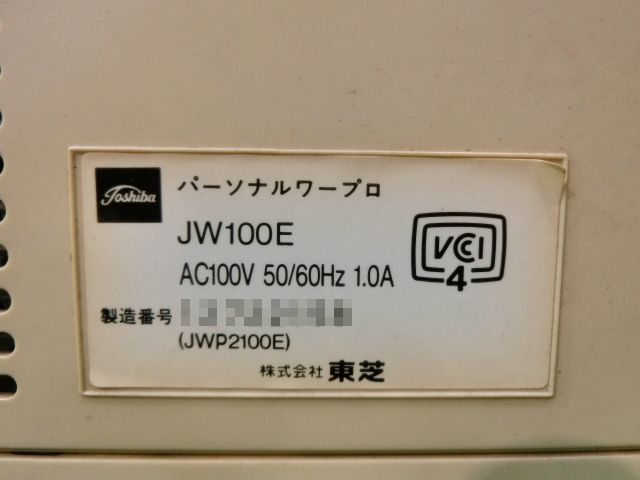 Toshiba
パーソナルワープロ
JW100E
AC100V 50/60Hz 1.0A
VCCI
4
製造番号
(JWP2100E)
株式会社 東芝